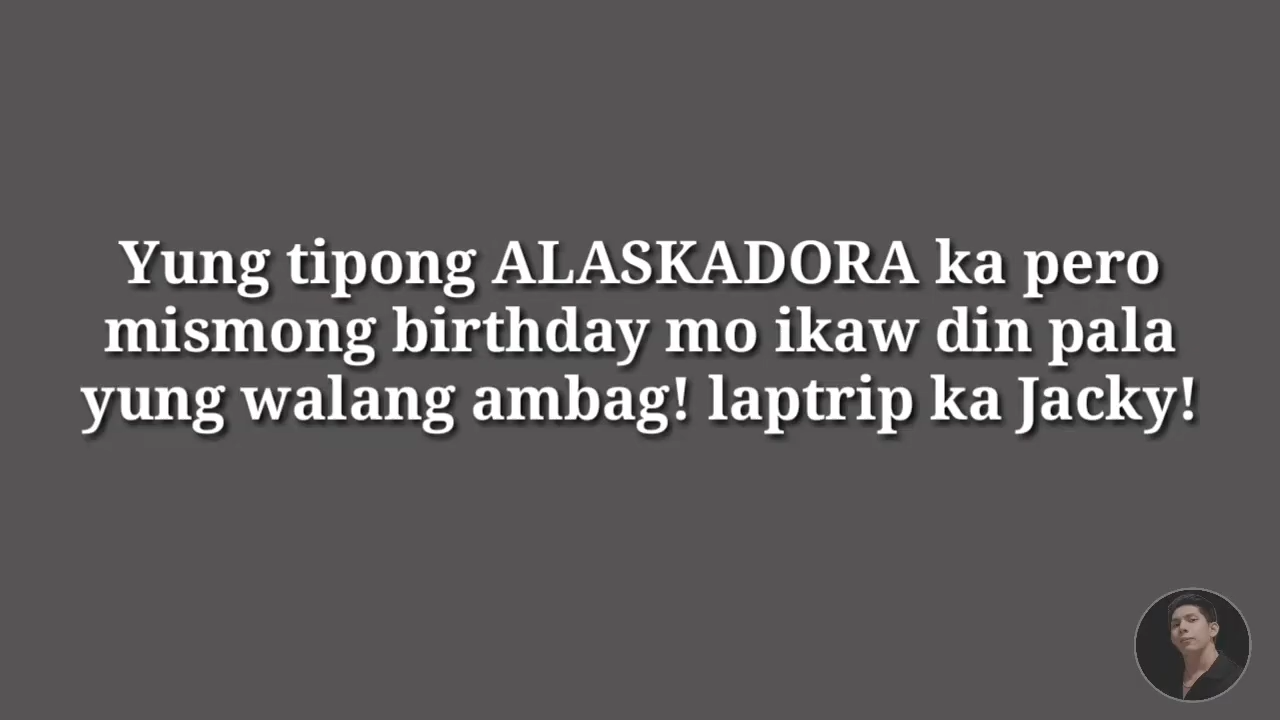 Yung tipong ALASKADORA ka pero
mismong birthday mo ikaw din pala
yung walang ambag! laptrip ka Jacky!